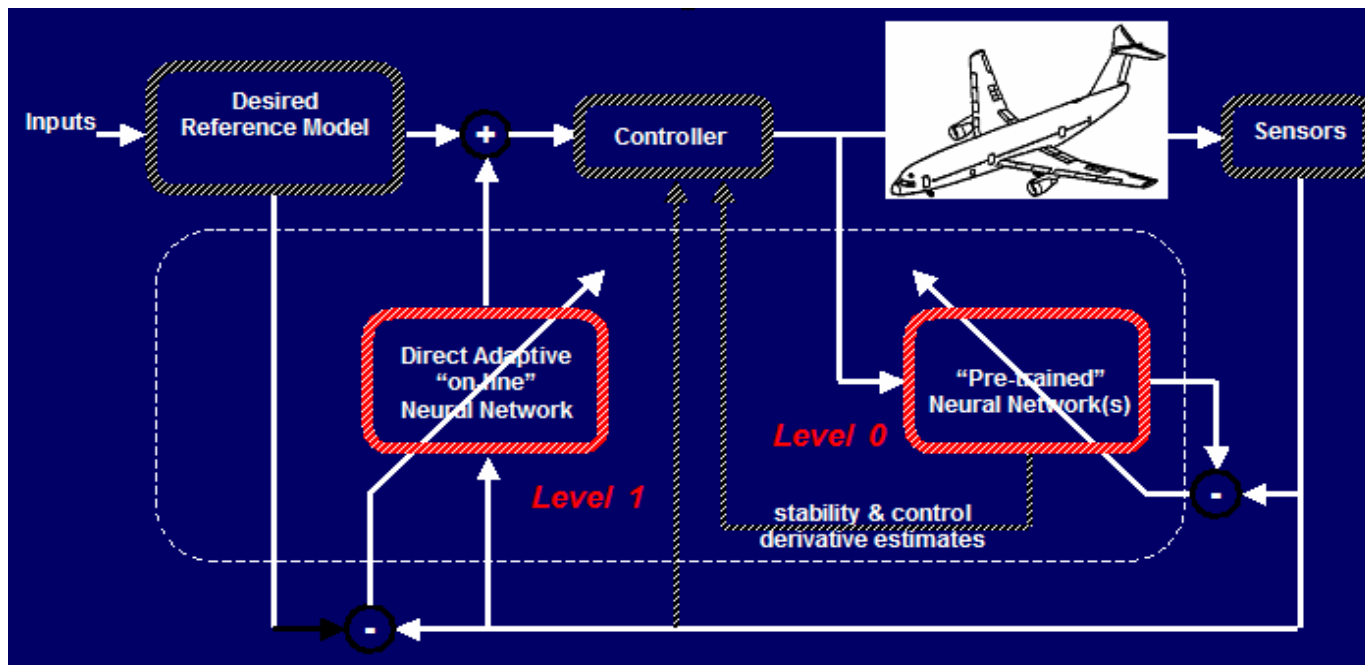 Inputs
Desired
Reference Model
+
Controller
Sensors
Direct Adaptive
“on-line”
Neural Network
“Pre-trained”
Neural Network(s)
Level 0
Level 1
-
stability & control
derivative estimates
-